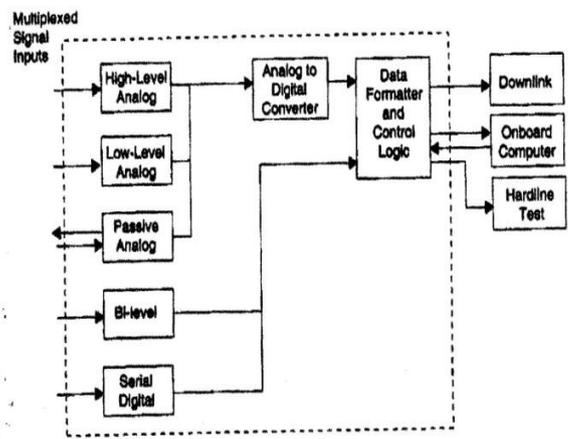 Multiplexed
Signal
Inputs
High-Level
Analog
Low-Level
Analog
Passive
Analog
Bi-level
Serial
Digital
Analog to
Digital
Converter
Data
Formatter
and
Control
Logic
Downlink
Onboard
Computer
Hardline
Test